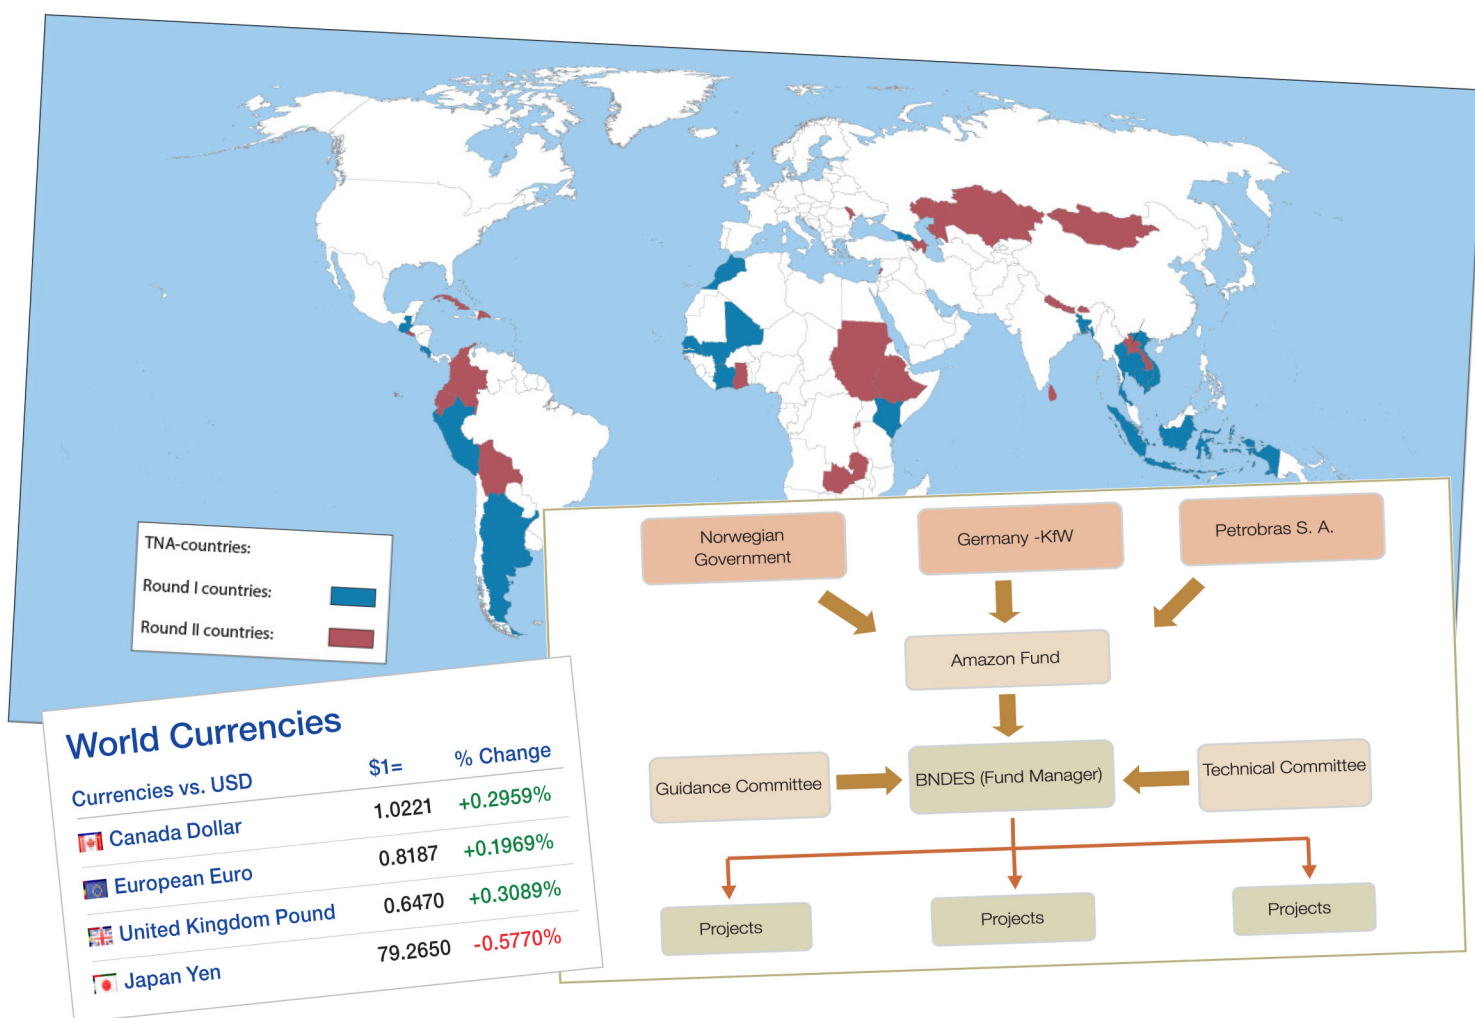 TNA-countries:
Round I countries:
Round II countries:
Norwegian
Government
Germany -KfW
Petrobras S. A.
Amazon Fund
Guidance Committee
BNDES (Fund Manager)
Technical Committee
Projects
Projects
Projects
World Currencies
Currencies vs. USD $1= % Change
Canada Dollar 1.0221 +0.2959%
European Euro 0.8187 +0.1969%
United Kingdom Pound 0.6470 +0.3089%
Japan Yen 79.2650 -0.5770%